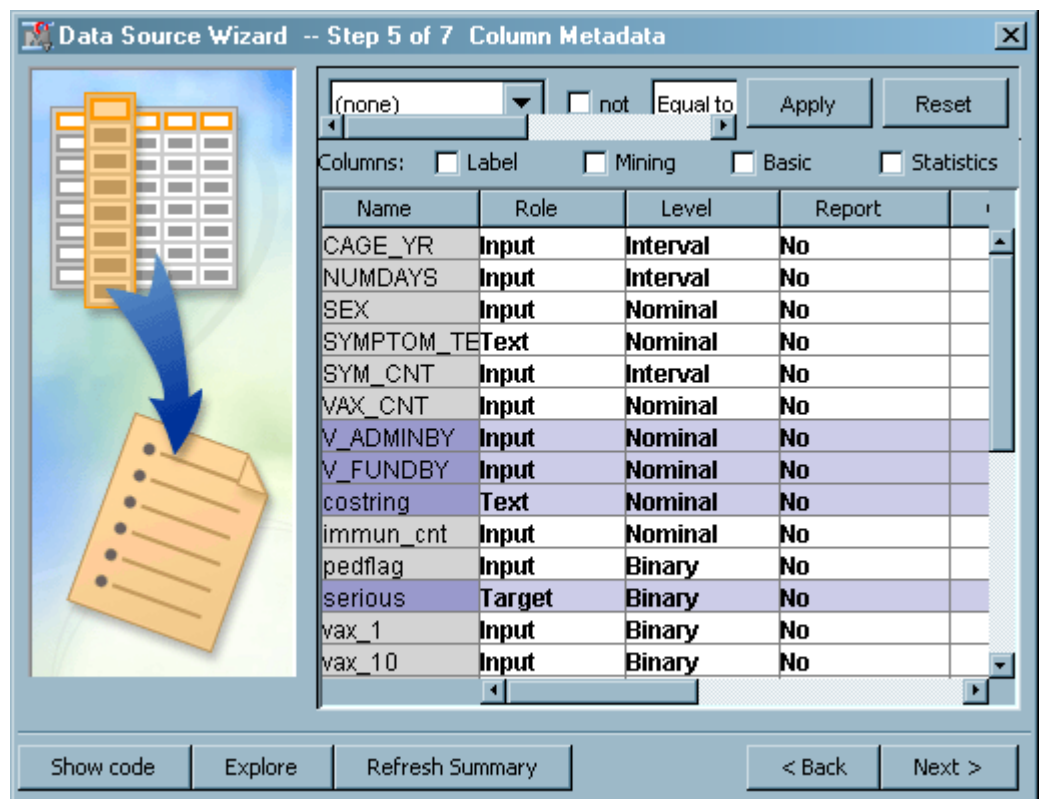 Data Source Wizard -- Step 5 of 7 Column Metadata
(none) not Equal to Apply Reset
Columns: Label Mining Basic Statistics
Name Role Level Report
CAGE_YR Input Interval No
NUMDAYS Input Interval No
SEX Input Nominal No
SYMPTOM_TE Text Nominal No
SYM_CNT Input Interval No
VAX_CNT Input Nominal No
V_ADMINBY Input Nominal No
V_FUNDBY Input Nominal No
costring Text Nominal No
immun_cnt Input Nominal No
pedflag Input Binary No
serious Target Binary No
vax_1 Input Binary No
vax_10 Input Binary No
Show code Explore Refresh Summary < Back Next >